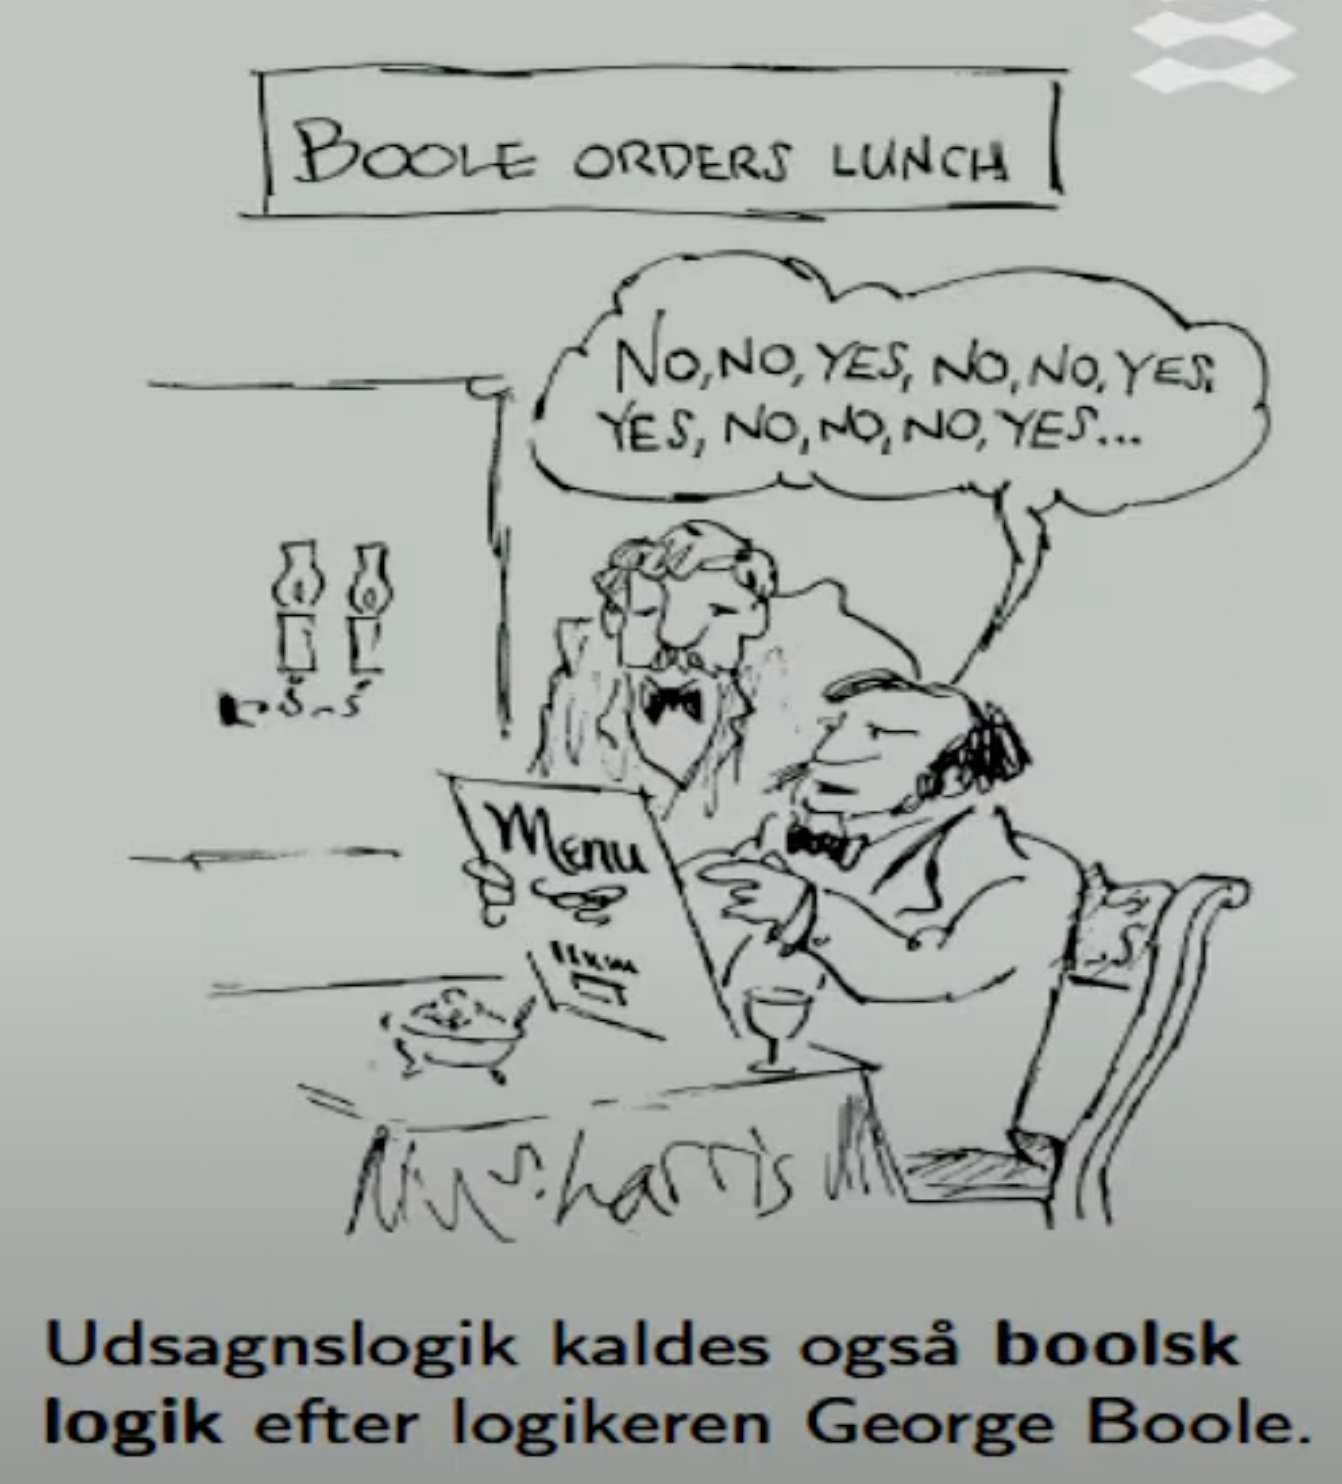 BOOLE ORDERS LUNCH
NO, NO, YES, NO, NO, YES,
YES, NO, NO, NO, YES...
Menu
S. harris
Udsagnslogik kaldes også boolsk
logik efter logikeren George Boole.